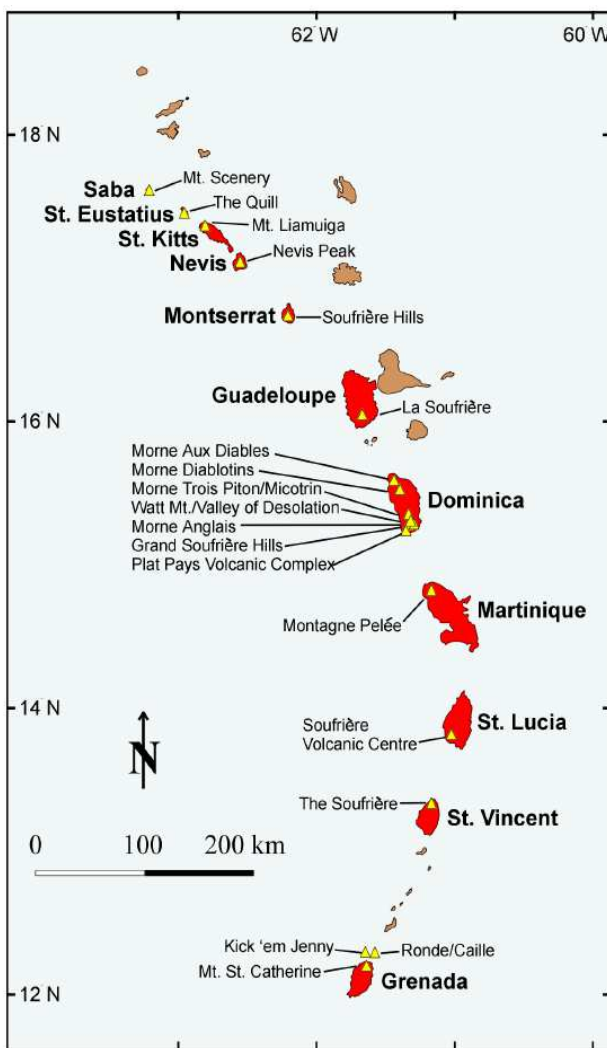 62°W
60°W
18°N
Mt. Scenery
Saba
The Quill
St. Eustatius
Mt. Liamuiga
St. Kitts
Nevis Peak
Nevis
Montserrat
Soufrière Hills
Guadeloupe
La Soufrière
16°N
Morne Aux Diables
Morne Diablotins
Morne Trois Piton/Micotrin
Dominica
Watt Mt./Valley of Desolation
Morne Anglais
Grand Soufrière Hills
Plat Pays Volcanic Complex
Martinique
Montagne Pelée
14°N
Soufrière
Volcanic Centre
St. Lucia
N
The Soufrière
St. Vincent
0 100 200 km
Kick 'em Jenny
Ronde/Caille
Mt. St. Catherine
Grenada
12°N